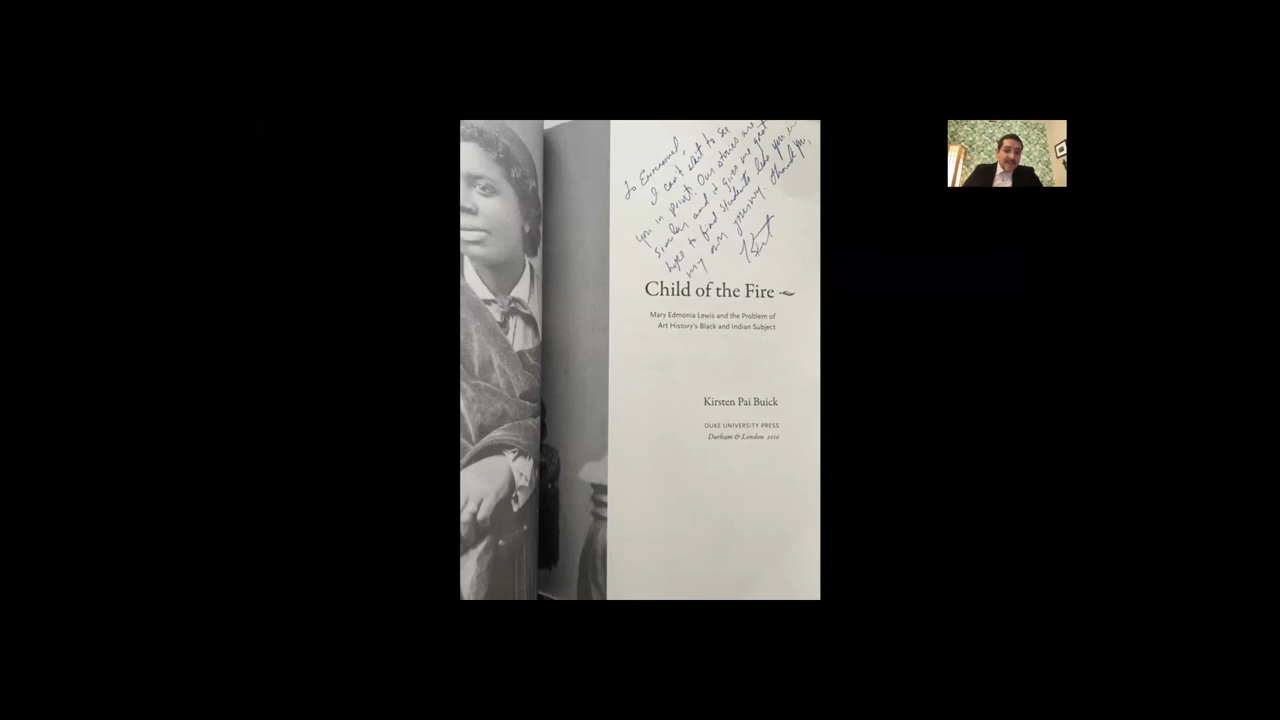 To Emmanuel,
I can't wait to see
you in print. Our stories are
similar and it gives me great
hope to find students like you in
my own journey. Thank you,
Child of the Fire
Mary Edmonia Lewis and the Problem of
Art History's Black and Indian Subject
Kirsten Pai Buick
DUKE UNIVERSITY PRESS
Durham & London 2010